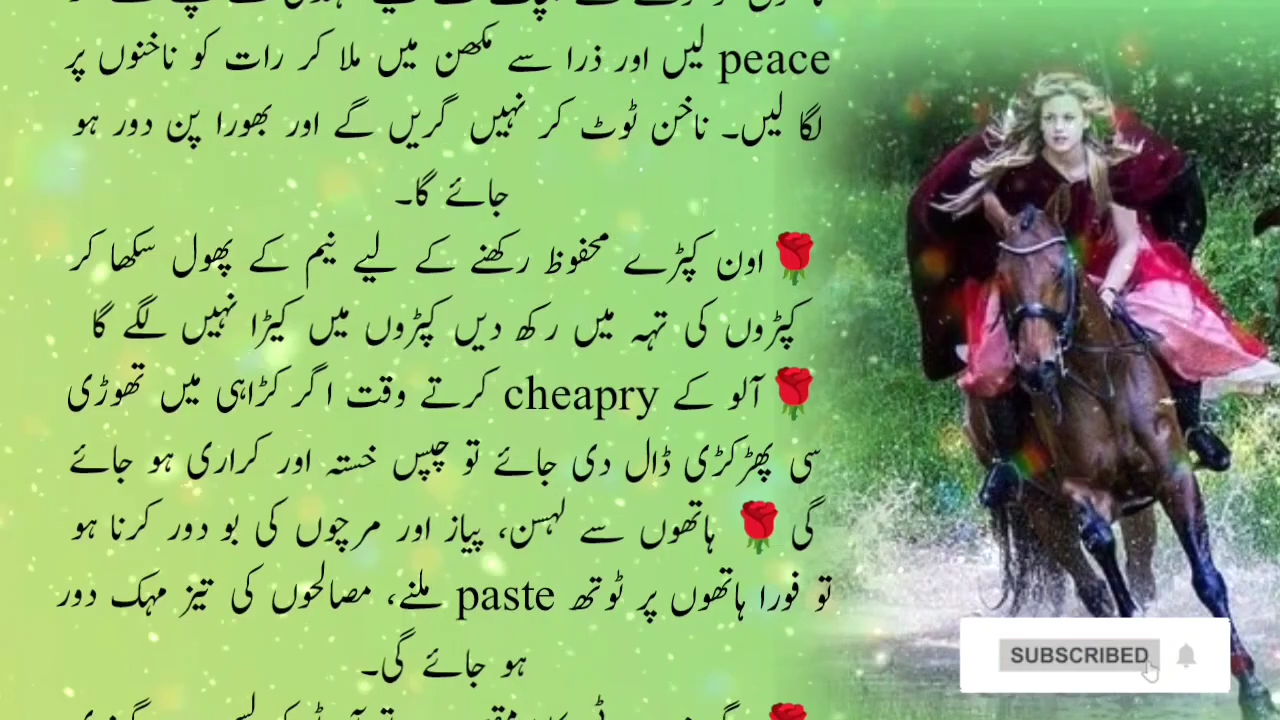 peace لیں اور ذرا سے مکھن میں ملا کر رات کو ناخنوں پر
لگا لیں۔ ناخن ٹوٹ کر نہیں گریں گے اور بھورا پن دور ہو
جائے گا۔
🌹اون کپڑے محفوظ رکھنے کے لیے نیم کے پھول سکھا کر
کپڑوں کی تہہ میں رکھ دیں کپڑوں میں کیڑا نہیں لگے گا
🌹آلو کے cheapry کرتے وقت اگر کڑاہی میں تھوڑی
سی پھڑکڑی ڈال دی جائے تو چپس خستہ اور کراری ہو جائے
گی 🌹 ہاتھوں سے لہسن، پیاز اور مرچوں کی بو دور کرنا ہو
تو فورا ہاتھوں پر ٹوتھ paste ملنے، مصالحوں کی تیز مہک دور
ہو جائے گی۔
SUBSCRIBED